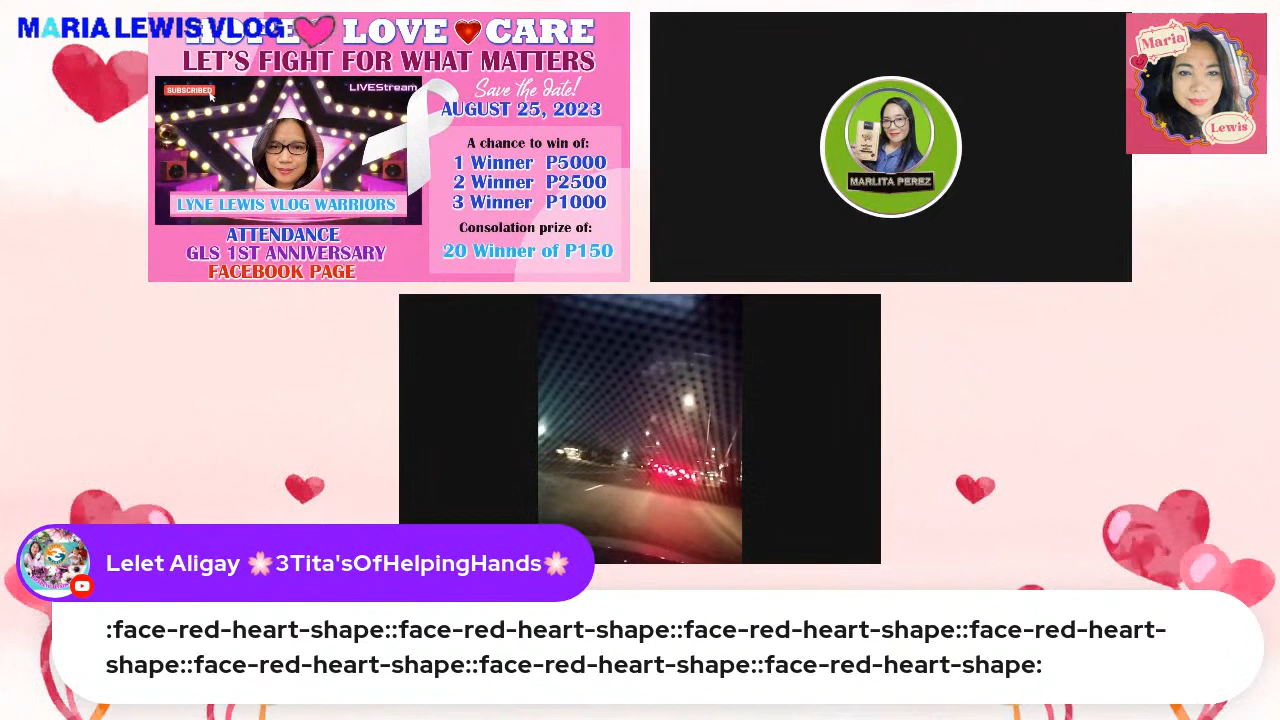 MARIA LEWIS VLOG
HOPE LOVE CARE
LET'S FIGHT FOR WHAT MATTERS
SUBSCRIBED
LIVEStream
LYNE LEWIS VLOG WARRIORS
ATTENDANCE
GLS 1ST ANNIVERSARY
FACEBOOK PAGE
Save the date!
AUGUST 25, 2023
A chance to win of:
1 Winner P5000
2 Winner P2500
3 Winner P1000
Consolation prize of:
20 Winner of P150
MARLITA PEREZ
Maria
Lewis
Lelet Aligay 🌸3Tita'sOfHelpingHands🌸
:face-red-heart-shape::face-red-heart-shape::face-red-heart-shape::face-red-heart-
shape::face-red-heart-shape::face-red-heart-shape::face-red-heart-shape: